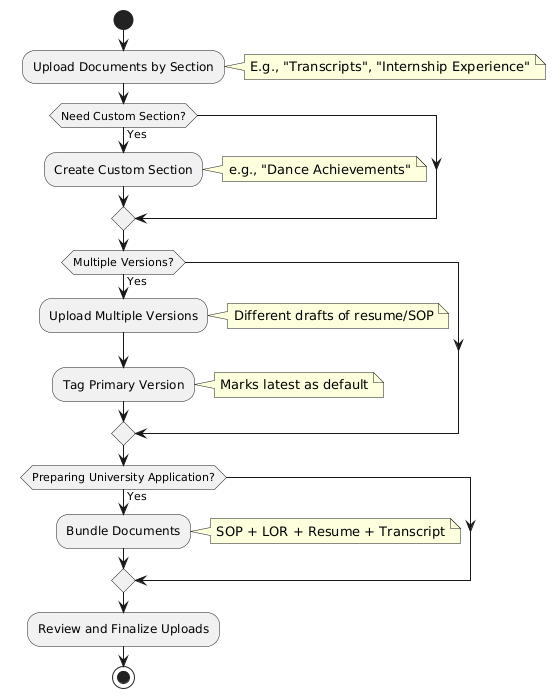 Upload Documents by Section
E.g., "Transcripts", "Internship Experience"
Need Custom Section?
Yes
Create Custom Section
e.g., "Dance Achievements"
Multiple Versions?
Yes
Upload Multiple Versions
Different drafts of resume/SOP
Tag Primary Version
Marks latest as default
Preparing University Application?
Yes
Bundle Documents
SOP + LOR + Resume + Transcript
Review and Finalize Uploads